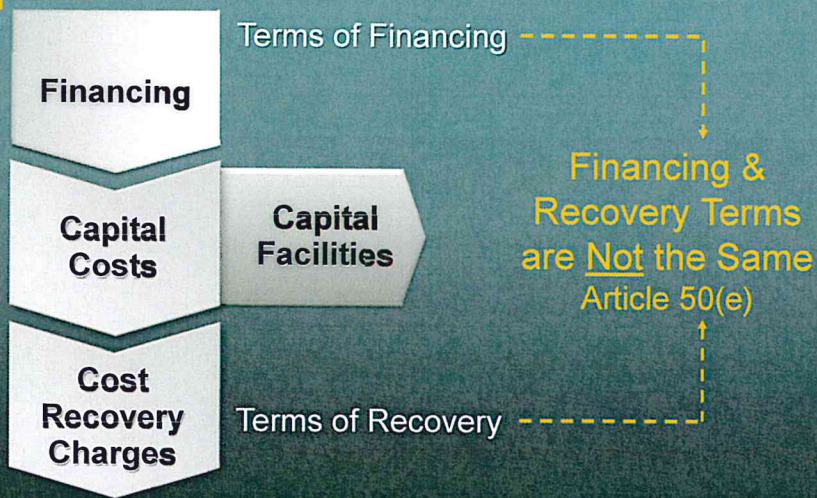 Terms of Financing
Financing
Capital
Costs
Capital
Facilities
Financing &
Recovery Terms
are Not the Same
Article 50(e)
Cost
Recovery
Charges
Terms of Recovery